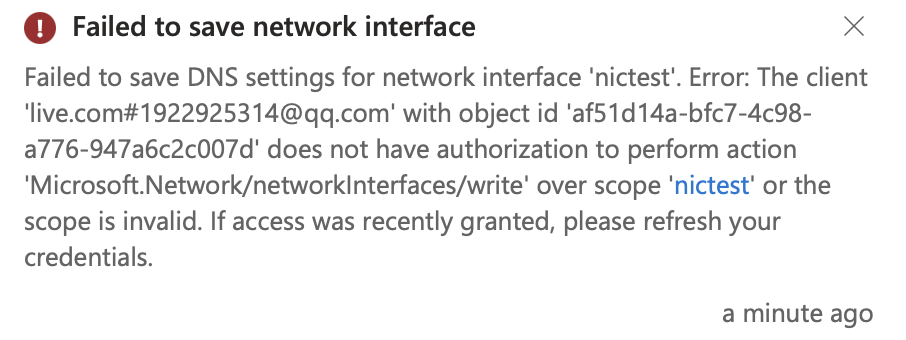 Failed to save network interface
Failed to save DNS settings for network interface 'nictest'. Error: The client
'live.com#1922925314@qq.com' with object id 'af51d14a-bfc7-4c98-
a776-947a6c2c007d' does not have authorization to perform action
'Microsoft.Network/networkInterfaces/write' over scope 'nictest' or the
scope is invalid. If access was recently granted, please refresh your
credentials.
a minute ago